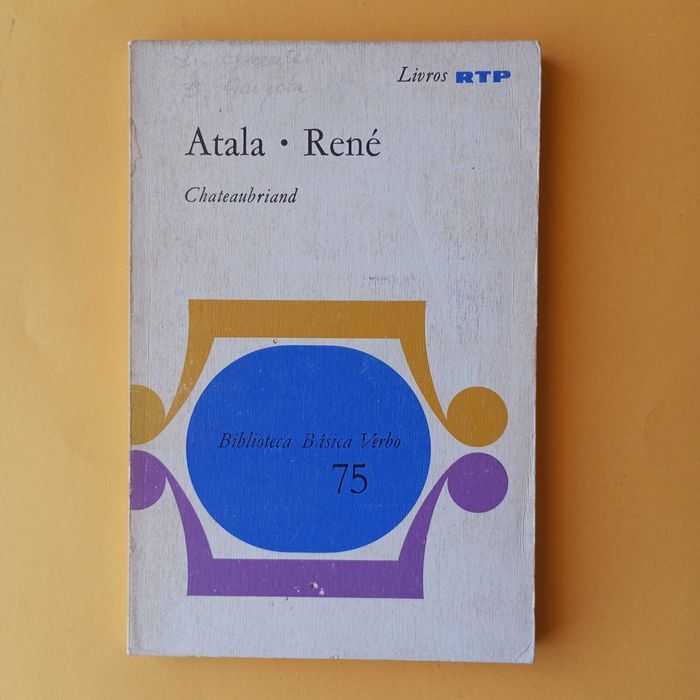 Livros RTP
Atala • René
Chateaubriand
Biblioteca Básica Verbo
75